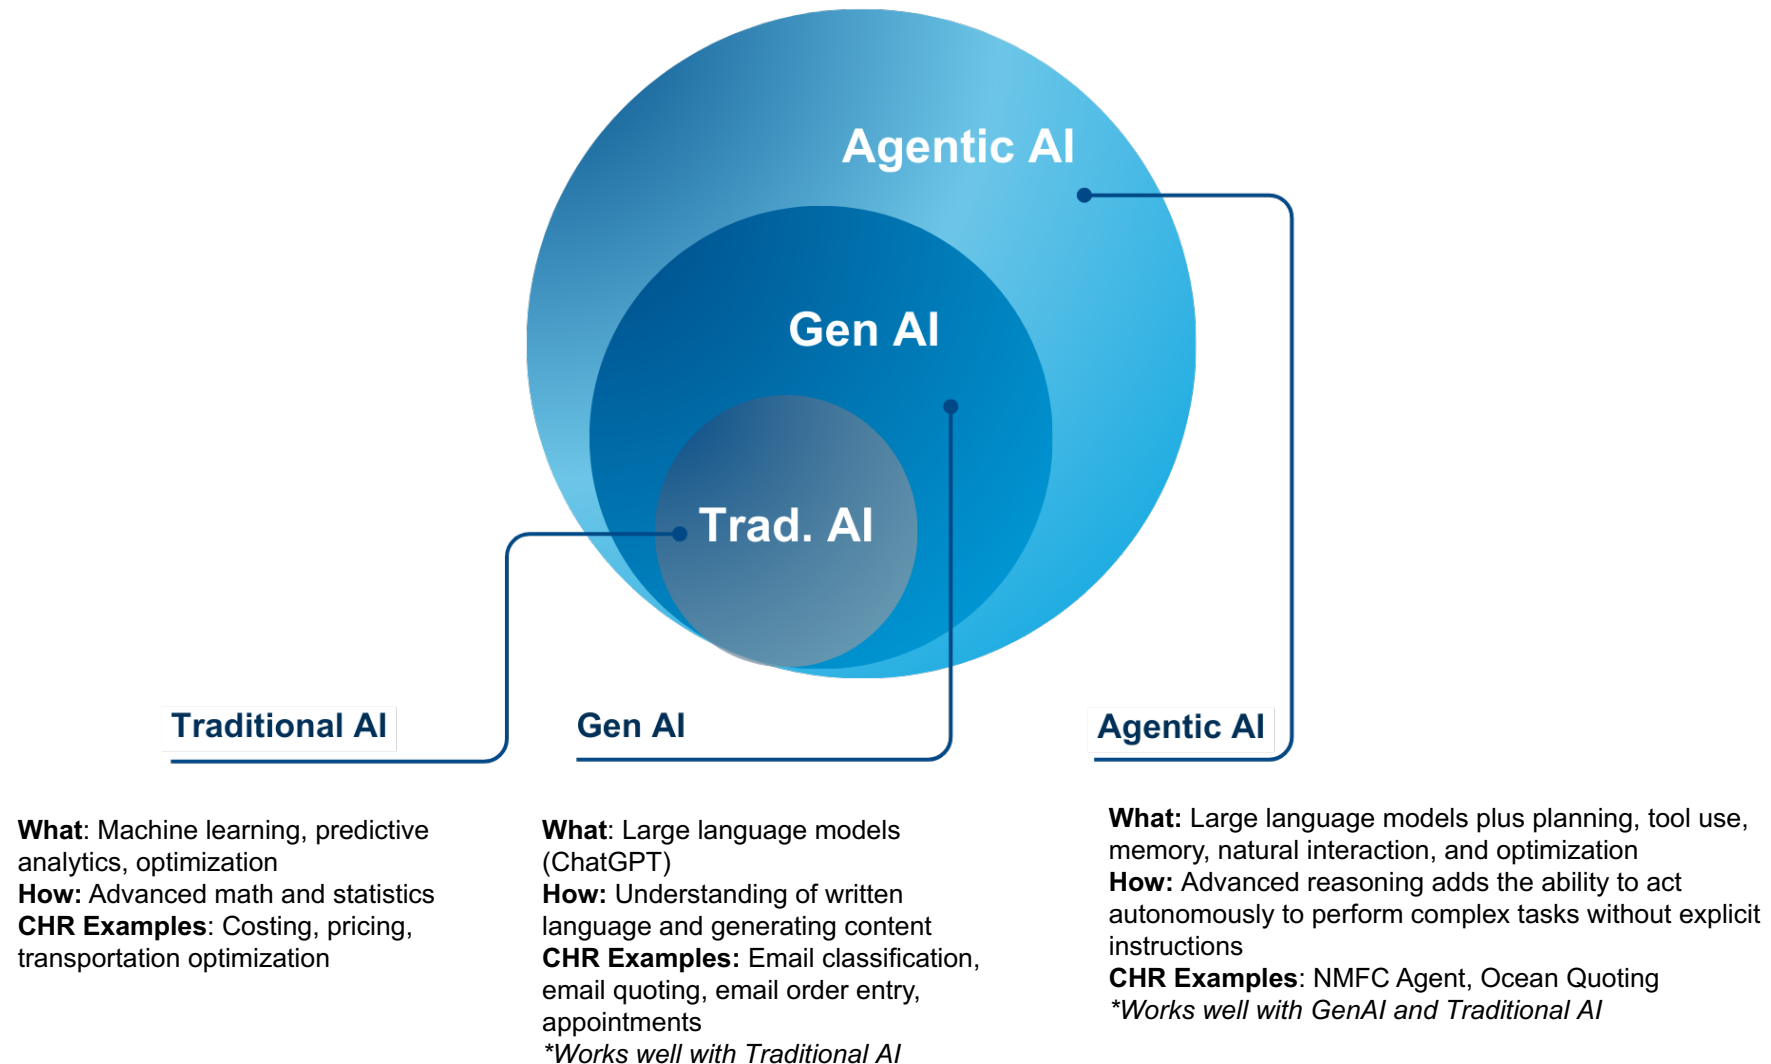 Agentic AI
Gen AI
Trad. AI
Traditional AI
What: Machine learning, predictive
analytics, optimization
How: Advanced math and statistics
CHR Examples: Costing, pricing,
transportation optimization
Gen AI
What: Large language models
(ChatGPT)
How: Understanding of written
language and generating content
CHR Examples: Email classification,
email quoting, email order entry,
appointments
*Works well with Traditional AI
Agentic AI
What: Large language models plus planning, tool use,
memory, natural interaction, and optimization
How: Advanced reasoning adds the ability to act
autonomously to perform complex tasks without explicit
instructions
CHR Examples: NMFC Agent, Ocean Quoting
*Works well with GenAI and Traditional AI